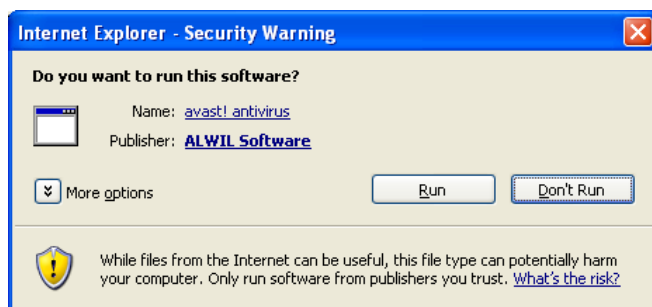 Internet Explorer - Security Warning
Do you want to run this software?
Name: avast! antivirus
Publisher: ALWIL Software
More options
Run
Don't Run
While files from the Internet can be useful, this file type can potentially harm
your computer. Only run software from publishers you trust. What's the risk?